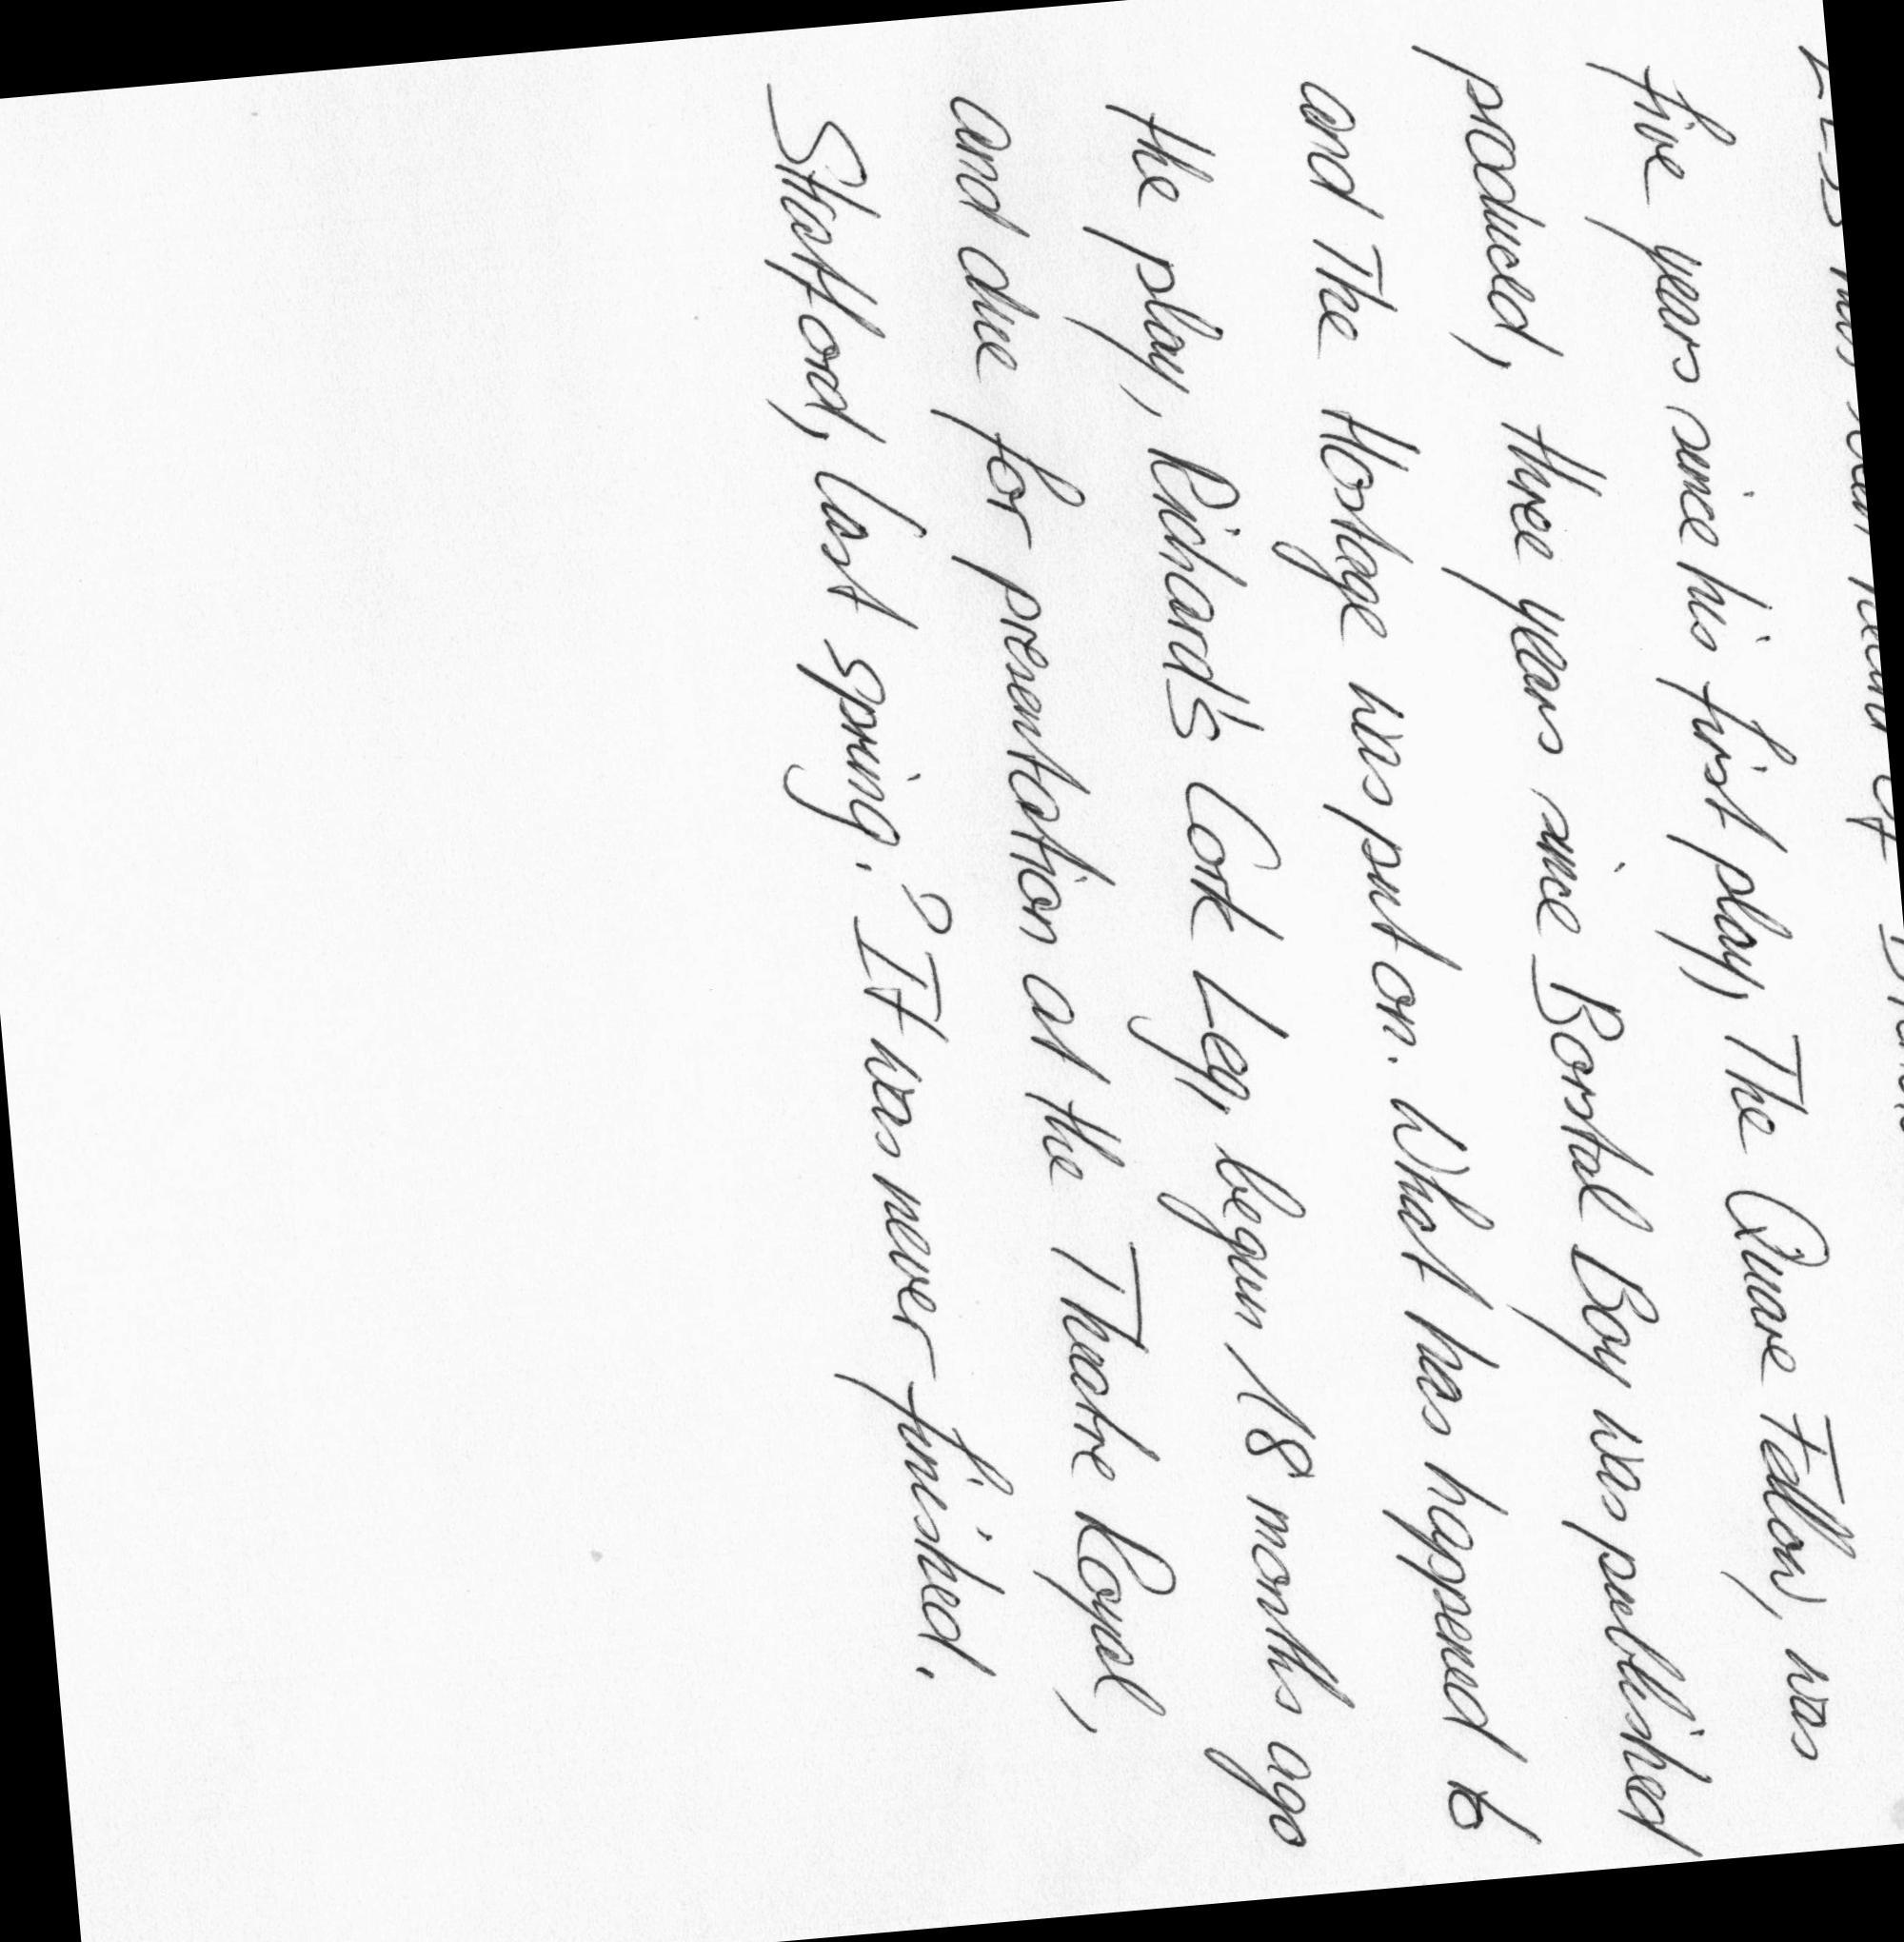 five years since his first play, The Quare Fellow, was
produced, three years since Borstal Boy was published
and The Hostage was put on. What has happened to
the play, Richard's Cork Leg, begun 18 months ago
and due for presentation at the Theatre Royal,
Stratford, last spring.? It was never finished.